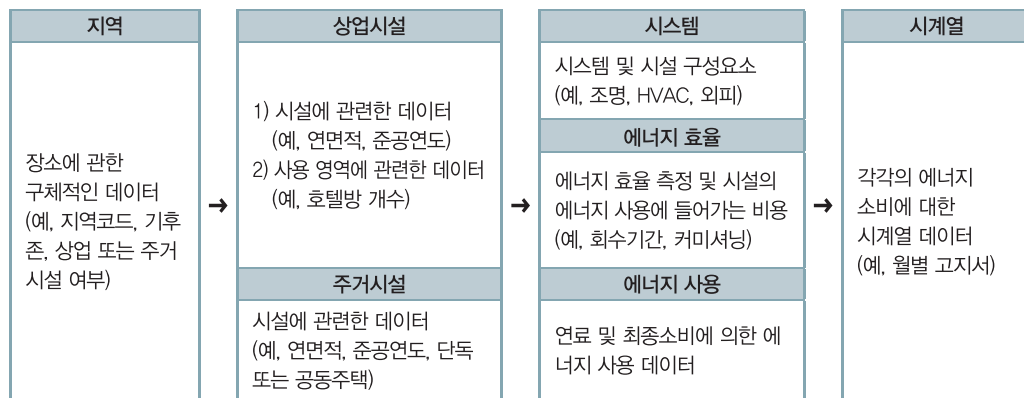 지역
장소에 관한
구체적인 데이터
(예, 지역코드, 기후
존, 상업 또는 주거
시설 여부)
→
상업시설
1) 시설에 관련한 데이터
(예, 연면적, 준공연도)
2) 사용 영역에 관련한 데이터
(예, 호텔방 개수)
주거시설
시설에 관련한 데이터
(예, 연면적, 준공연도, 단독
또는 공동주택)
→
시스템
시스템 및 시설 구성요소
(예, 조명, HVAC, 외피)
에너지 효율
에너지 효율 측정 및 시설의
에너지 사용에 들어가는 비용
(예, 회수기간, 커미셔닝)
에너지 사용
연료 및 최종소비에 의한 에
너지 사용 데이터
→
시계열
각각의 에너지
소비에 대한
시계열 데이터
(예, 월별 고지서)